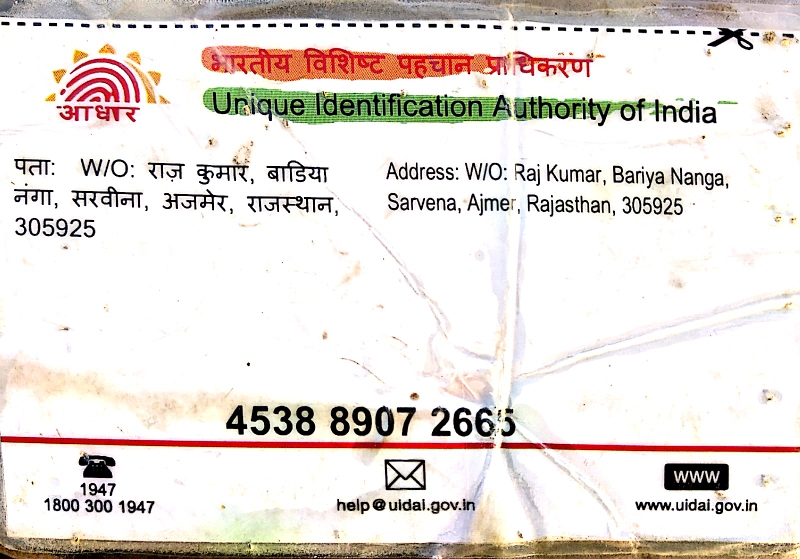 भारतीय विशिष्ट पहचान प्राधिकरण
आधार
Unique Identification Authority of India
पता: W/O: राज़ कुमार, बाडिया
नंगा, सरवीना, अजमेर, राजस्थान,
305925
Address: W/O: Raj Kumar, Bariya Nanga,
Sarvena, Ajmer, Rajasthan, 305925
4538 8907 2665
1947
1800 300 1947
help@uidai.gov.in
WWW
www.uidai.gov.in